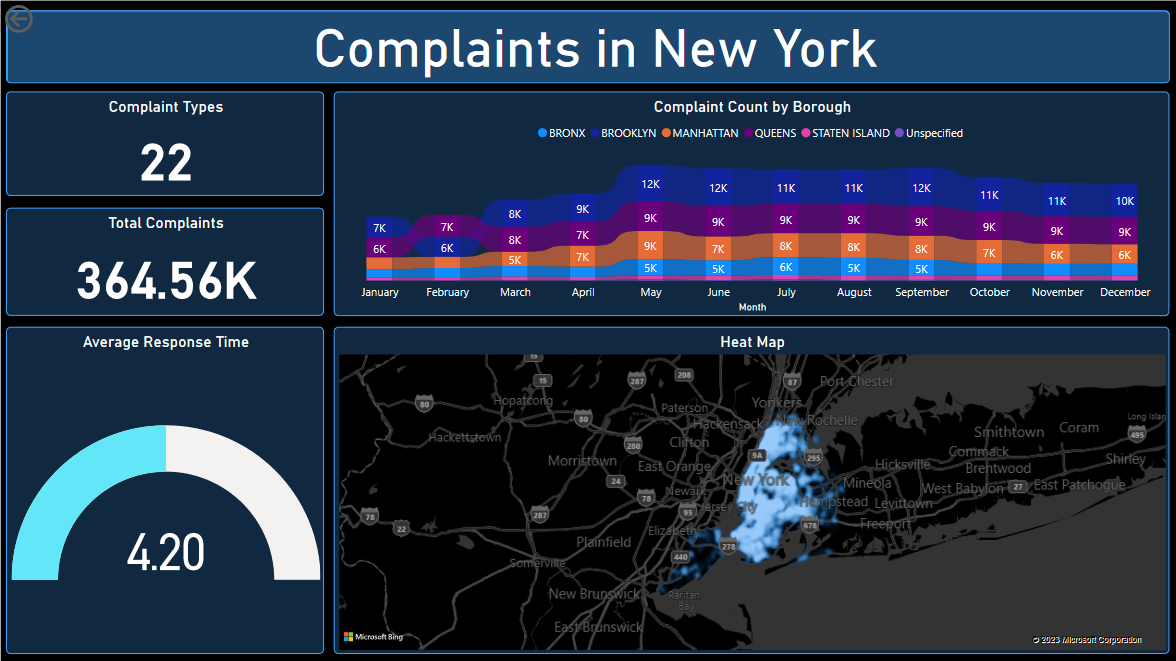 Complaints in New York
Complaint Types
22
Total Complaints
364.56K
Average Response Time
4.20
Complaint Count by Borough
BRONX BROOKLYN MANHATTAN QUEENS STATEN ISLAND Unspecified
7K 6K
7K 6K
8K 8K 5K
9K 7K 7K
12K 9K 9K 5K
12K 9K 7K 5K
11K 9K 8K 6K
11K 9K 8K 5K
12K 9K 8K 5K
11K 9K 7K
11K 9K 6K
10K 9K 6K
January February March April May June July August September October November December
Month
Heat Map
15
15
287
208
87
Port Chester
80
Hopatcong
80
Paterson
Yonkers
New Rochelle
Hackensack
Long Islan
Hackettstown
280
Clifton
Smithtown
Coram
495
9A
295
Commack
Morristown
East Orange
Hicksville
Brentwood
Shirley
24
New York
Mineola
78
Newark
Hempstead
Levittown
West Babylon
27
East Patchogue
78
22
287
95
Jersey City
678
Freeport
Elizabeth
Plainfield
278
440
Somerville
New Brunswick
Raritan
Bay
East Brunswick
Microsoft Bing
© 2023 Microsoft Corporation